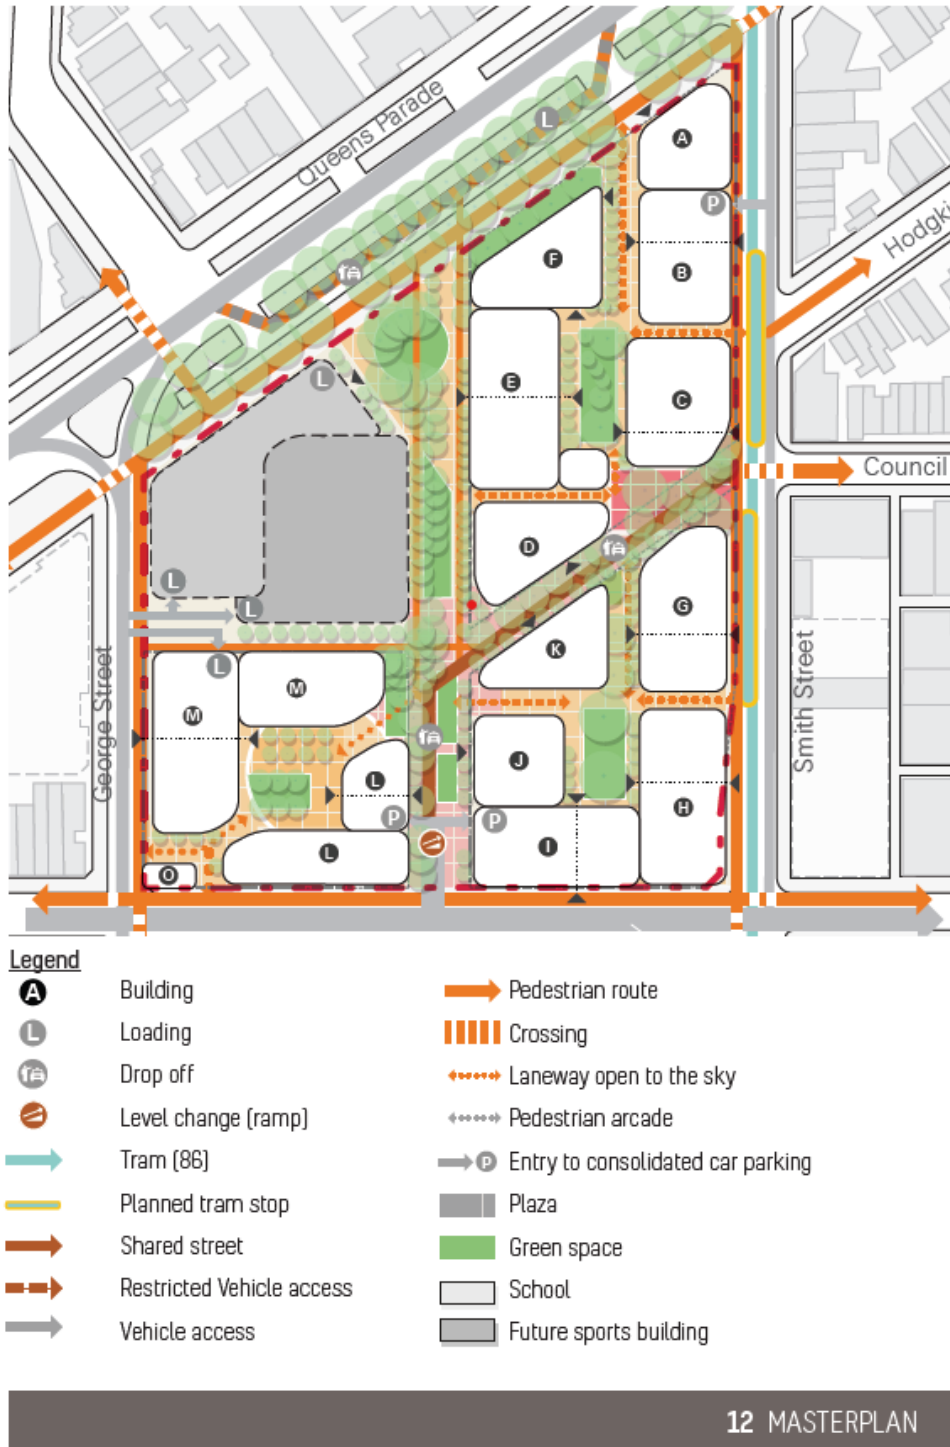 Queens Parade
L
A
P
Hodgki
F
B
L
E
C
Council
D
L
L
G
K
L
M
M
George Street
Smith Street
J
L
P
P
H
L
I
O
Legend
A Building
L Loading
Drop off
Level change (ramp)
Tram (86)
Planned tram stop
Shared street
Restricted Vehicle access
Vehicle access
Pedestrian route
Crossing
Laneway open to the sky
Pedestrian arcade
P Entry to consolidated car parking
Plaza
Green space
School
Future sports building
12 MASTERPLAN